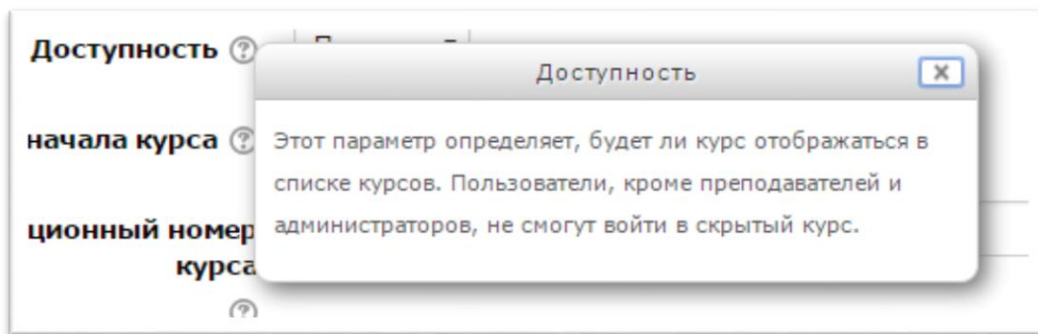 Доступность
Доступность
начала курса
Этот параметр определяет, будет ли курс отображаться в
списке курсов. Пользователи, кроме преподавателей и
администраторов, не смогут войти в скрытый курс.
ционный номер
курса